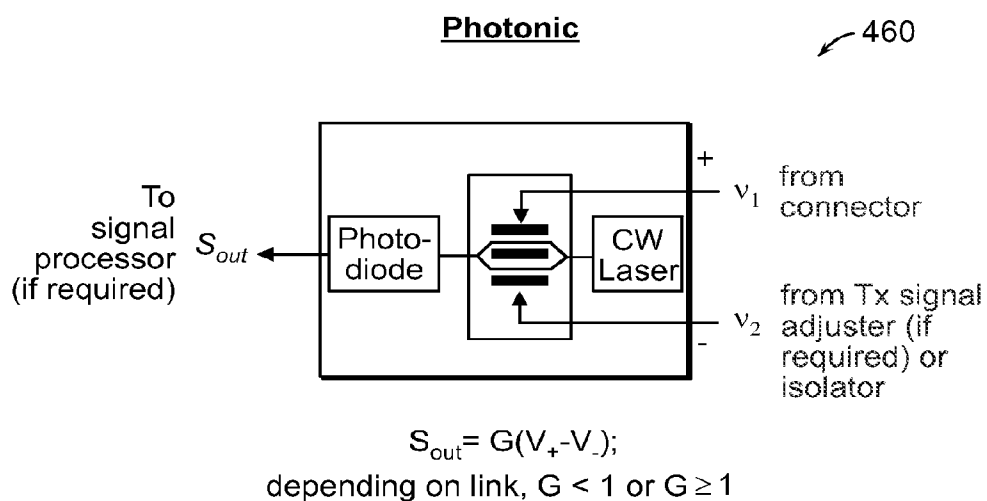 Photonic
460
To
signal
processor
(if required)
S_out
Photo-
diode
CW
Laser
+
ν₁
from
connector
ν₂
-
from Tx signal
adjuster (if
required) or
isolator
S_out = G(V₊-V₋);
depending on link, G < 1 or G ≥ 1